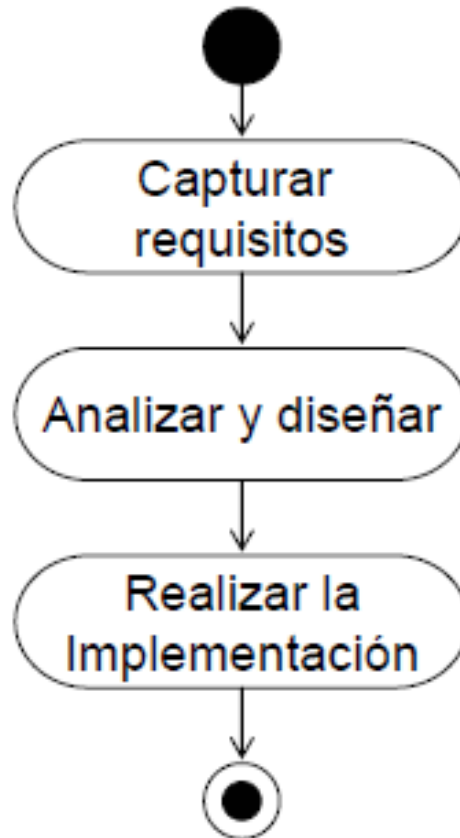 Capturar
requisitos
Analizar y diseñar
Realizar la
Implementación